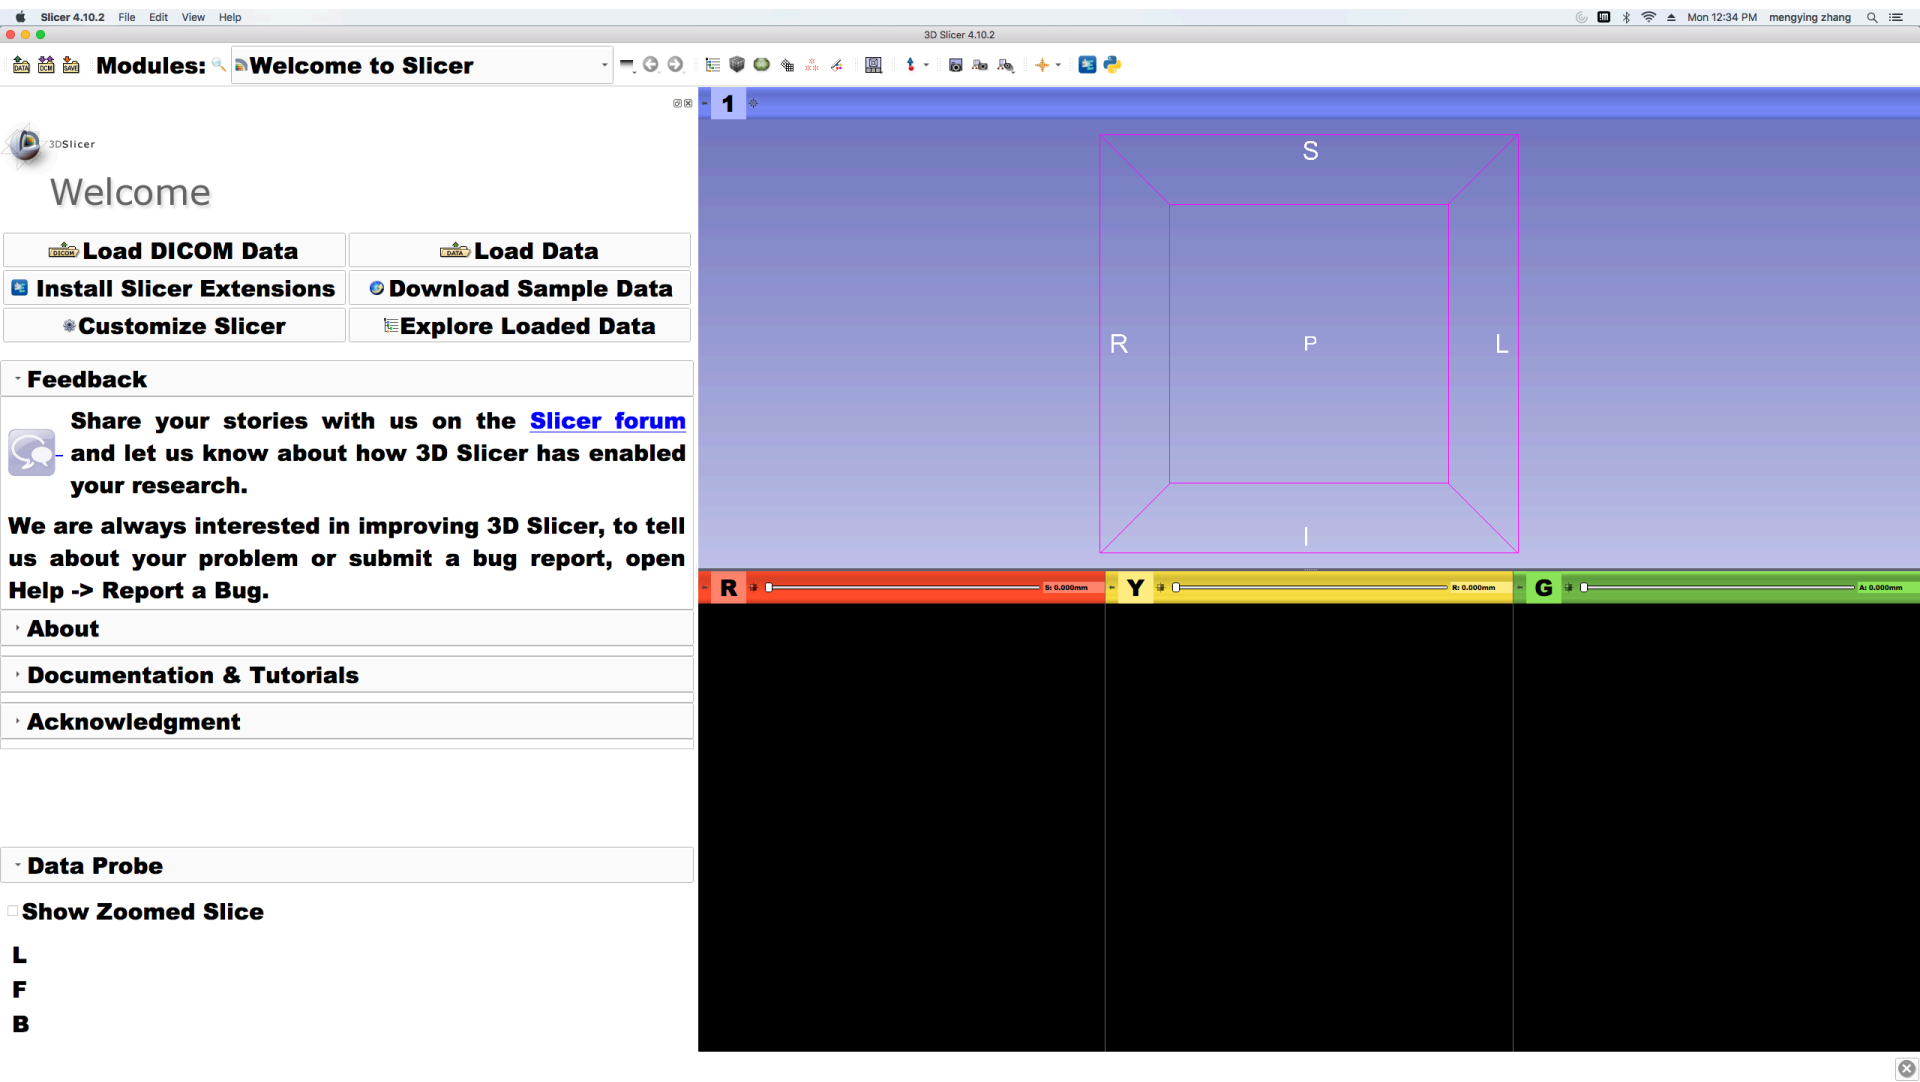 Slicer 4.10.2 File Edit View Help
Mon 12:34 PM mengying zhang
3D Slicer 4.10.2
DATA DCM SAVE Modules: Welcome to Slicer
3DSlicer
Welcome
DICOM Load DICOM Data
DATA Load Data
Install Slicer Extensions
Download Sample Data
Customize Slicer
Explore Loaded Data
Feedback
Share your stories with us on the Slicer forum
and let us know about how 3D Slicer has enabled
your research.
We are always interested in improving 3D Slicer, to tell
us about your problem or submit a bug report, open
Help -> Report a Bug.
About
Documentation & Tutorials
Acknowledgment
Data Probe
Show Zoomed Slice
L
F
B
1
S
R P L
I
R S: 0.000mm
Y R: 0.000mm
G A: 0.000mm